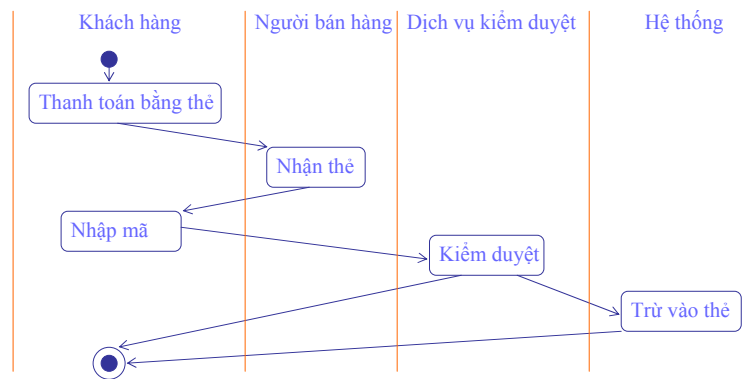 Khách hàng
Người bán hàng
Dịch vụ kiểm duyệt
Hệ thống
Thanh toán bằng thẻ
Nhận thẻ
Nhập mã
Kiểm duyệt
Trừ vào thẻ